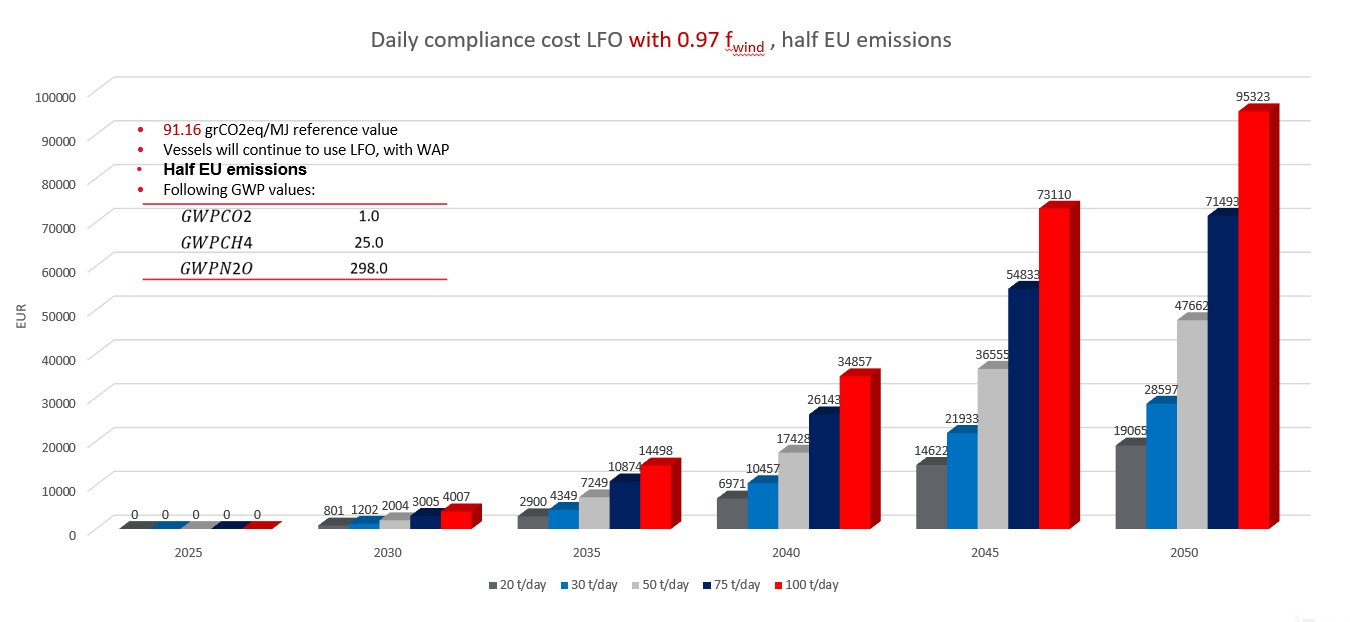 Daily compliance cost LFO with 0.97 fwind , half EU emissions
100000
90000
80000
70000
60000
50000
40000
30000
20000
10000
0
EUR
• 91.16 grCO2eq/MJ reference value
• Vessels will continue to use LFO, with WAP
• Half EU emissions
• Following GWP values:
GWPCO2 1.0
GWPCH4 25.0
GWPN2O 298.0
0 0 0 0 0
801 1202 2004 3005 4007
2900 4349 7249 10874 14498
6971 10457 17428 26143 34857
14622 21933 36555 54833 73110
19065 28597 47662 71493 95323
2025 2030 2035 2040 2045 2050
20 t/day 30 t/day 50 t/day 75 t/day 100 t/day